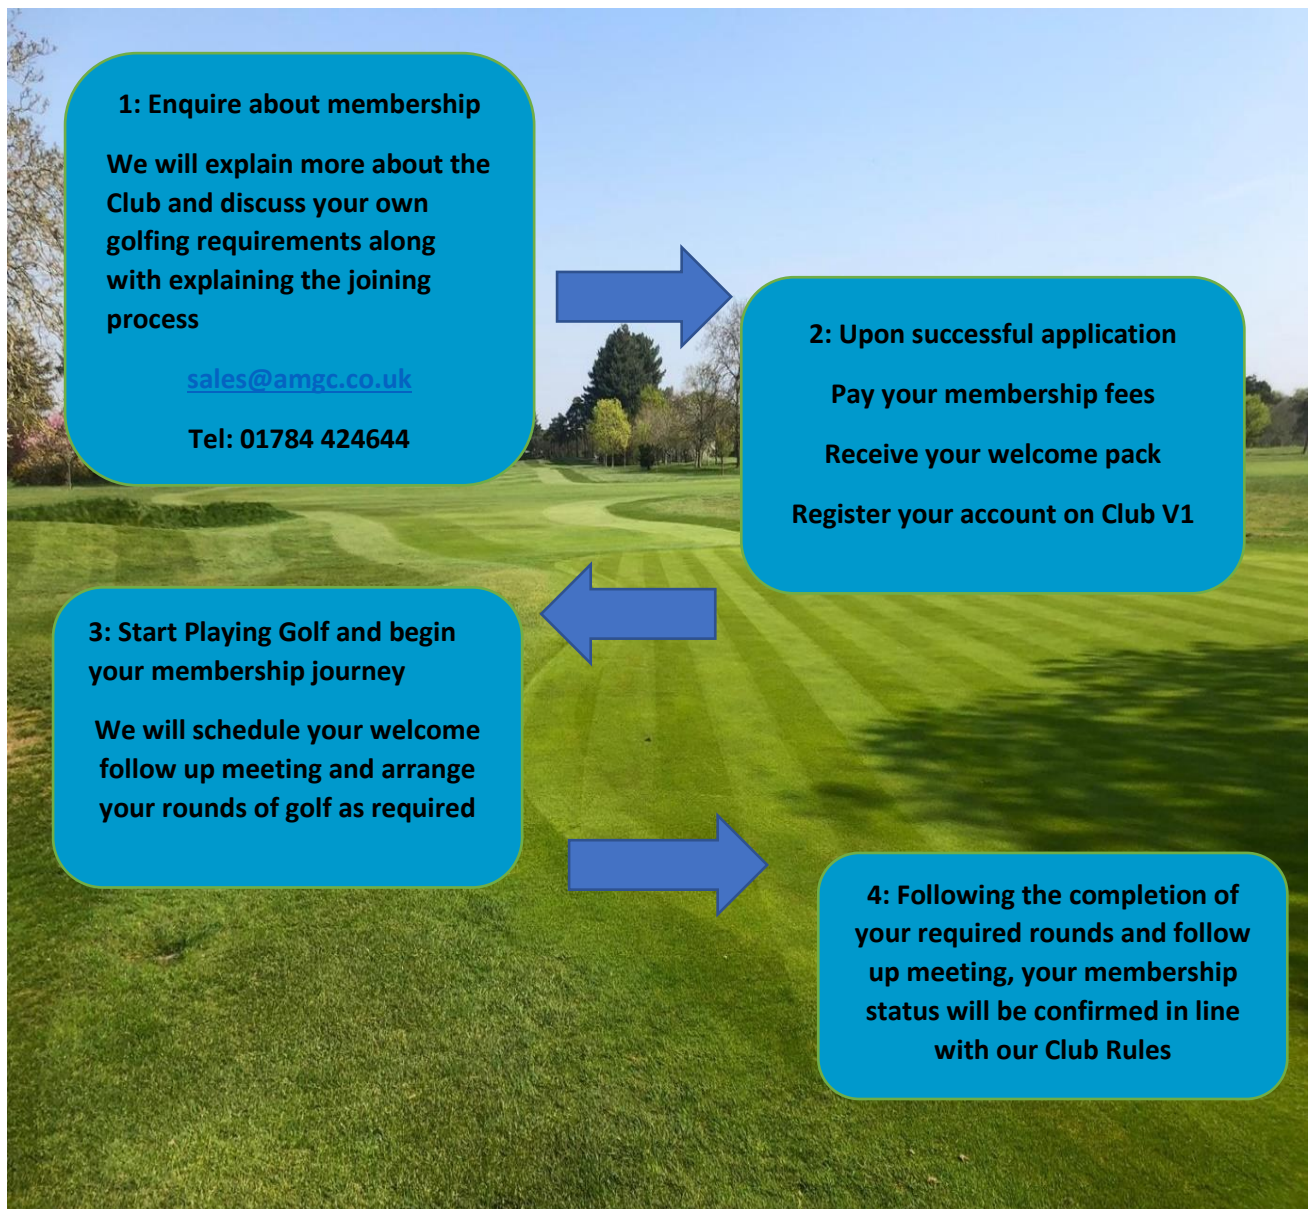 1: Enquire about membership
We will explain more about the
Club and discuss your own
golfing requirements along
with explaining the joining
process
sales@amgc.co.uk
Tel: 01784 424644
2: Upon successful application
Pay your membership fees
Receive your welcome pack
Register your account on Club V1
3: Start Playing Golf and begin
your membership journey
We will schedule your welcome
follow up meeting and arrange
your rounds of golf as required
4: Following the completion of
your required rounds and follow
up meeting, your membership
status will be confirmed in line
with our Club Rules